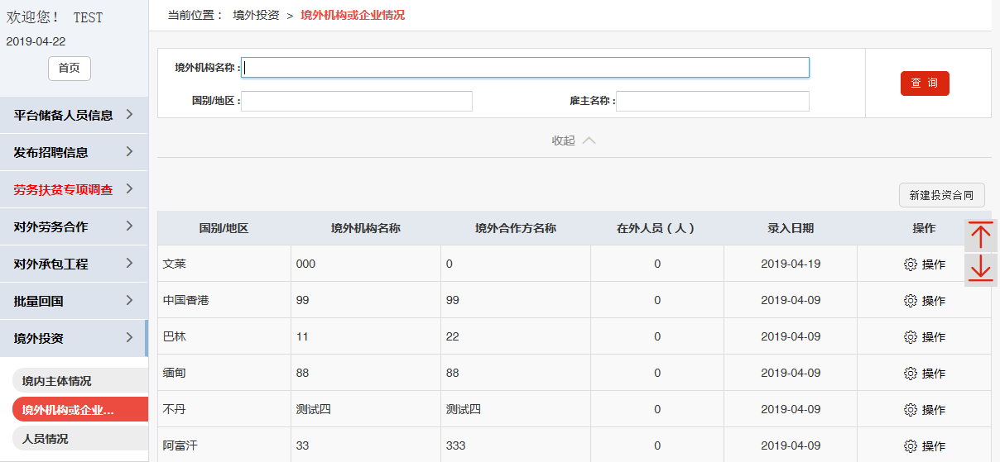 欢迎您！ TEST
2019-04-22
首页
平台储备人员信息
发布招聘信息
劳务扶贫专项调查
对外劳务合作
对外承包工程
批量回国
境外投资
境内主体情况
境外机构或企业...
人员情况
当前位置： 境外投资 > 境外机构或企业情况
境外机构名称：
国别/地区： 雇主名称：
查 询
收起
新建投资合同
国别/地区 境外机构名称 境外合作方名称 在外人员（人） 录入日期 操作
文莱 000 0 0 2019-04-19 操作
中国香港 99 99 0 2019-04-09 操作
巴林 11 22 0 2019-04-09 操作
缅甸 88 88 0 2019-04-09 操作
不丹 测试四 测试四 0 2019-04-09 操作
阿富汗 33 333 0 2019-04-09 操作